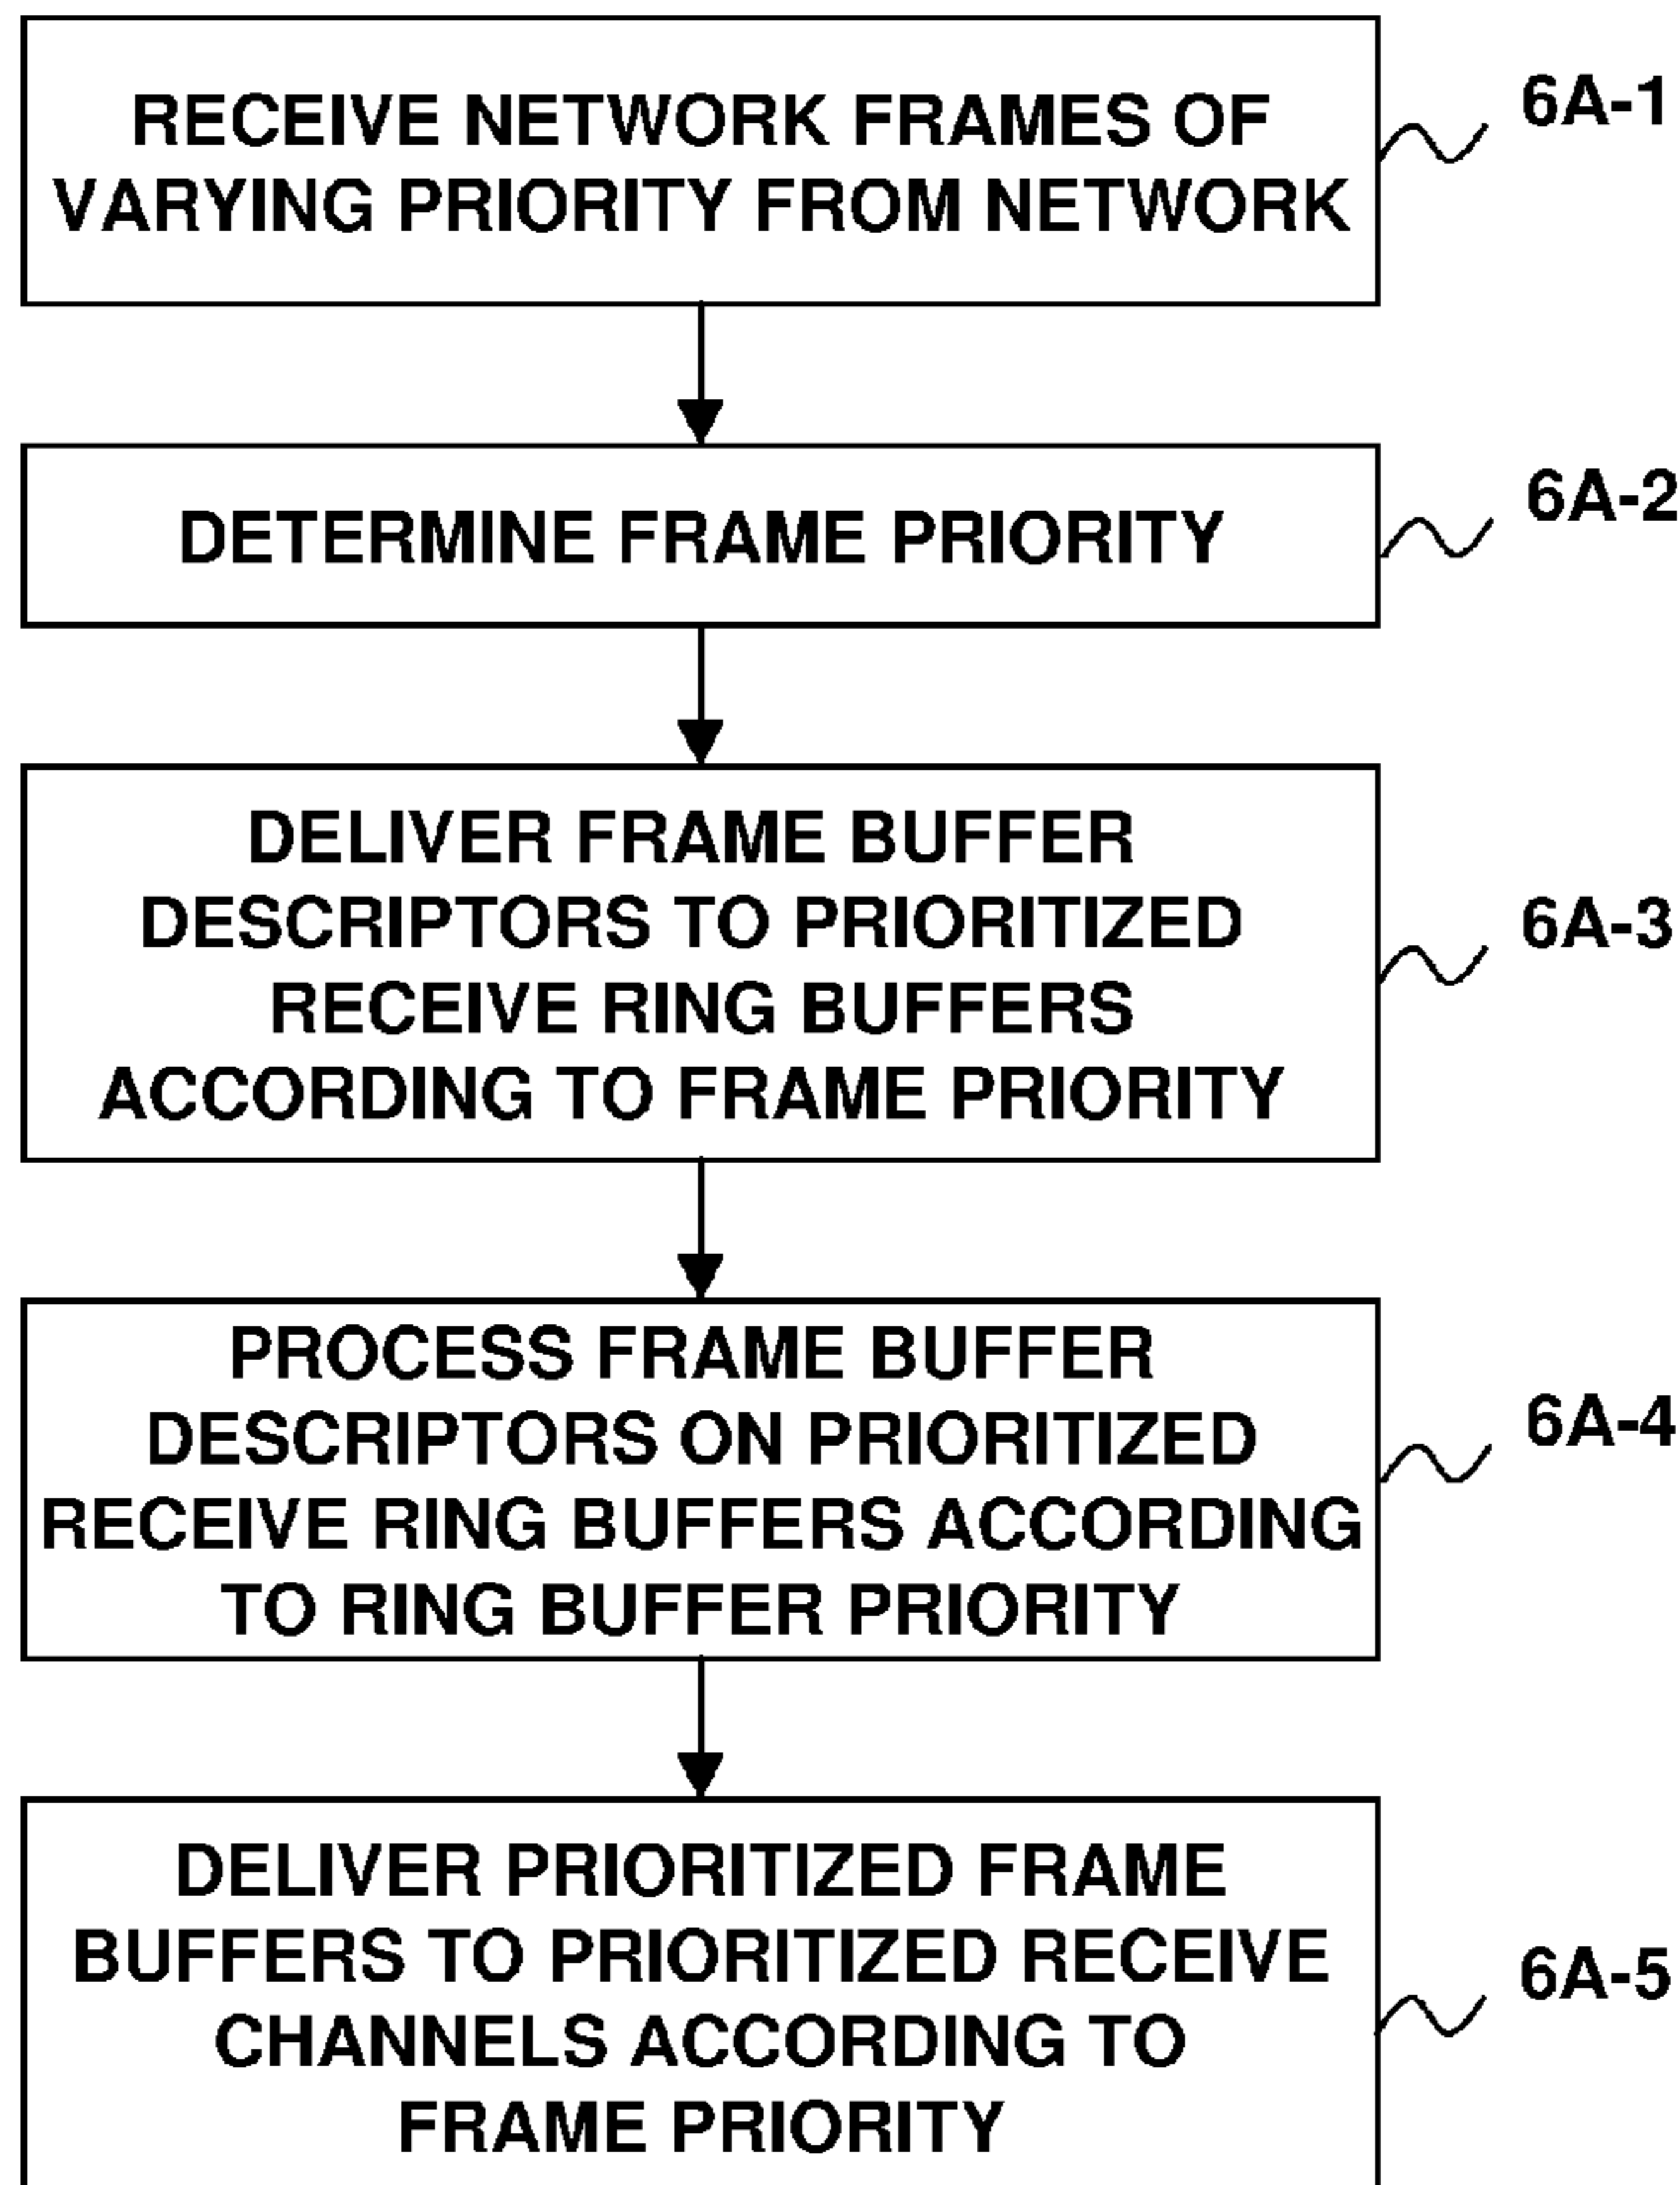 RECEIVE NETWORK FRAMES OF
VARYING PRIORITY FROM NETWORK
6A-1
DETERMINE FRAME PRIORITY
6A-2
DELIVER FRAME BUFFER
DESCRIPTORS TO PRIORITIZED
RECEIVE RING BUFFERS
ACCORDING TO FRAME PRIORITY
6A-3
PROCESS FRAME BUFFER
DESCRIPTORS ON PRIORITIZED
RECEIVE RING BUFFERS ACCORDING
TO RING BUFFER PRIORITY
6A-4
DELIVER PRIORITIZED FRAME
BUFFERS TO PRIORITIZED RECEIVE
CHANNELS ACCORDING TO
FRAME PRIORITY
6A-5